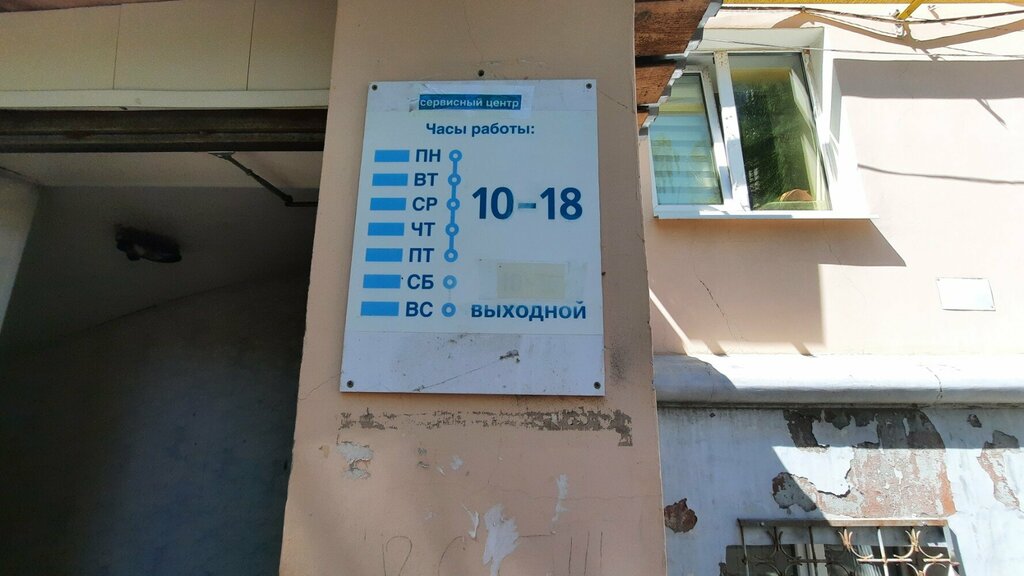 сервисный центр
Часы работы:
ПН
ВТ
СР
ЧТ
ПТ
10-18
СБ
ВС выходной